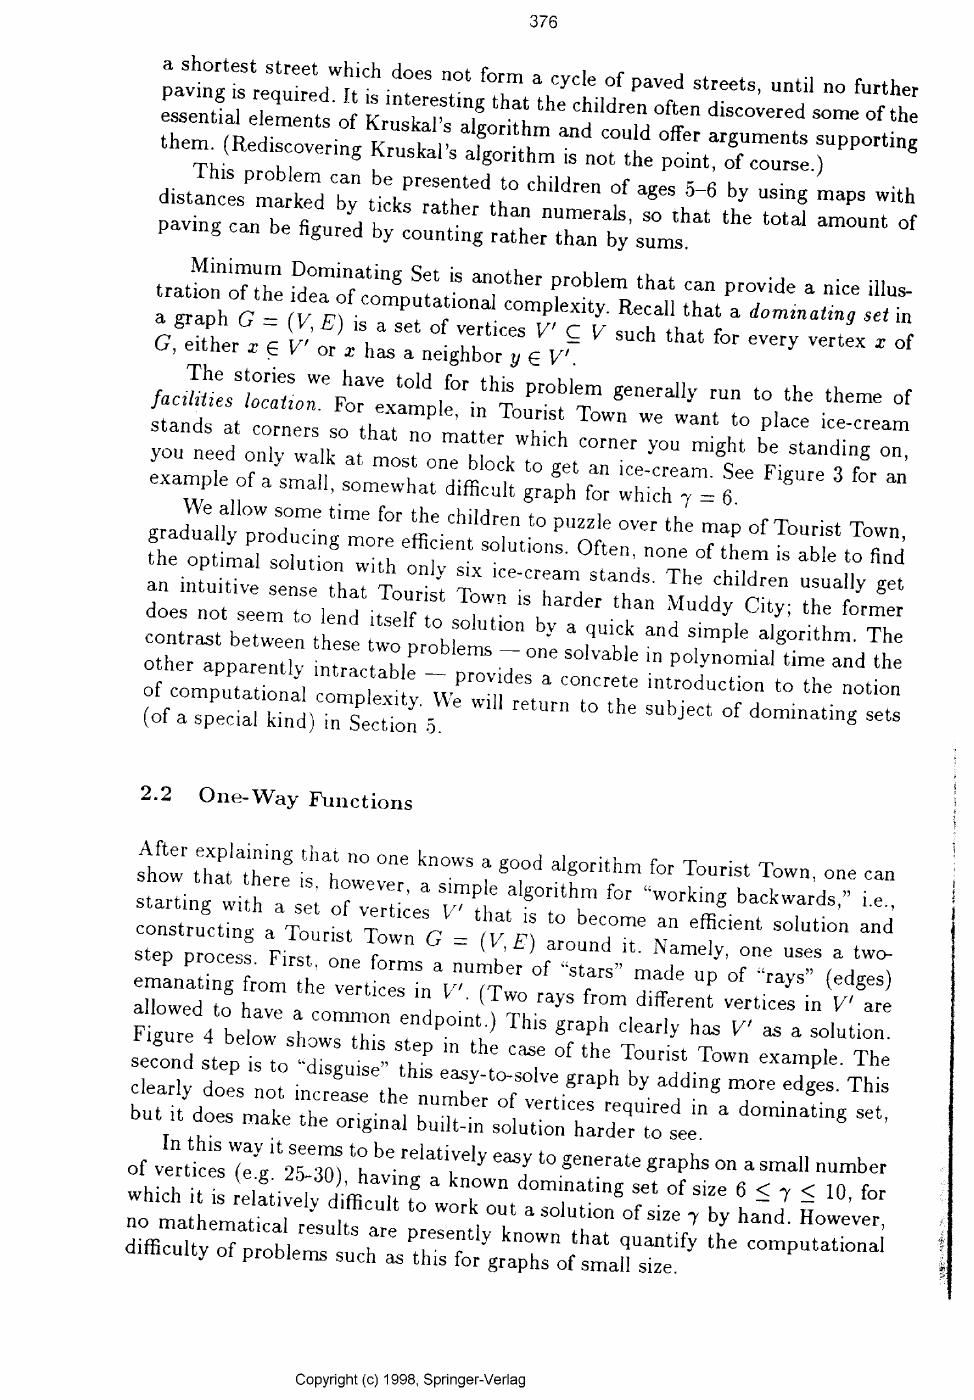 376
a shortest street which does not form a cycle of paved streets, until no further
paving is required. It is interesting that the children often discovered some of the
essential elements of Kruskal's algorithm and could offer arguments supporting
them. (Rediscovering Kruskal's algorithm is not the point, of course.)
This problem can be presented to children of ages 5–6 by using maps with
distances marked by ticks rather than numerals, so that the total amount of
paving can be figured by counting rather than by sums.
Minimum Dominating Set is another problem that can provide a nice illus-
tration of the idea of computational complexity. Recall that a dominating set in
a graph G = (V, E) is a set of vertices V′ ⊆ V such that for every vertex x of
G, either x ∈ V′ or x has a neighbor y ∈ V′.
The stories we have told for this problem generally run to the theme of
facilities location. For example, in Tourist Town we want to place ice-cream
stands at corners so that no matter which corner you might be standing on,
you need only walk at most one block to get an ice-cream. See Figure 3 for an
example of a small, somewhat difficult graph for which γ = 6.
We allow some time for the children to puzzle over the map of Tourist Town,
gradually producing more efficient solutions. Often, none of them is able to find
the optimal solution with only six ice-cream stands. The children usually get
an intuitive sense that Tourist Town is harder than Muddy City; the former
does not seem to lend itself to solution by a quick and simple algorithm. The
contrast between these two problems — one solvable in polynomial time and the
other apparently intractable — provides a concrete introduction to the notion
of computational complexity. We will return to the subject of dominating sets
(of a special kind) in Section 5.
2.2 One-Way Functions
After explaining that no one knows a good algorithm for Tourist Town, one can
show that there is, however, a simple algorithm for “working backwards,” i.e.,
starting with a set of vertices V′ that is to become an efficient solution and
constructing a Tourist Town G = (V, E) around it. Namely, one uses a two-
step process. First, one forms a number of “stars” made up of “rays” (edges)
emanating from the vertices in V′. (Two rays from different vertices in V′ are
allowed to have a common endpoint.) This graph clearly has V′ as a solution.
Figure 4 below shows this step in the case of the Tourist Town example. The
second step is to “disguise” this easy-to-solve graph by adding more edges. This
clearly does not increase the number of vertices required in a dominating set,
but it does make the original built-in solution harder to see.
In this way it seems to be relatively easy to generate graphs on a small number
of vertices (e.g. 25-30), having a known dominating set of size 6 ≤ γ ≤ 10, for
which it is relatively difficult to work out a solution of size γ by hand. However,
no mathematical results are presently known that quantify the computational
difficulty of problems such as this for graphs of small size.
Copyright (c) 1998, Springer-Verlag